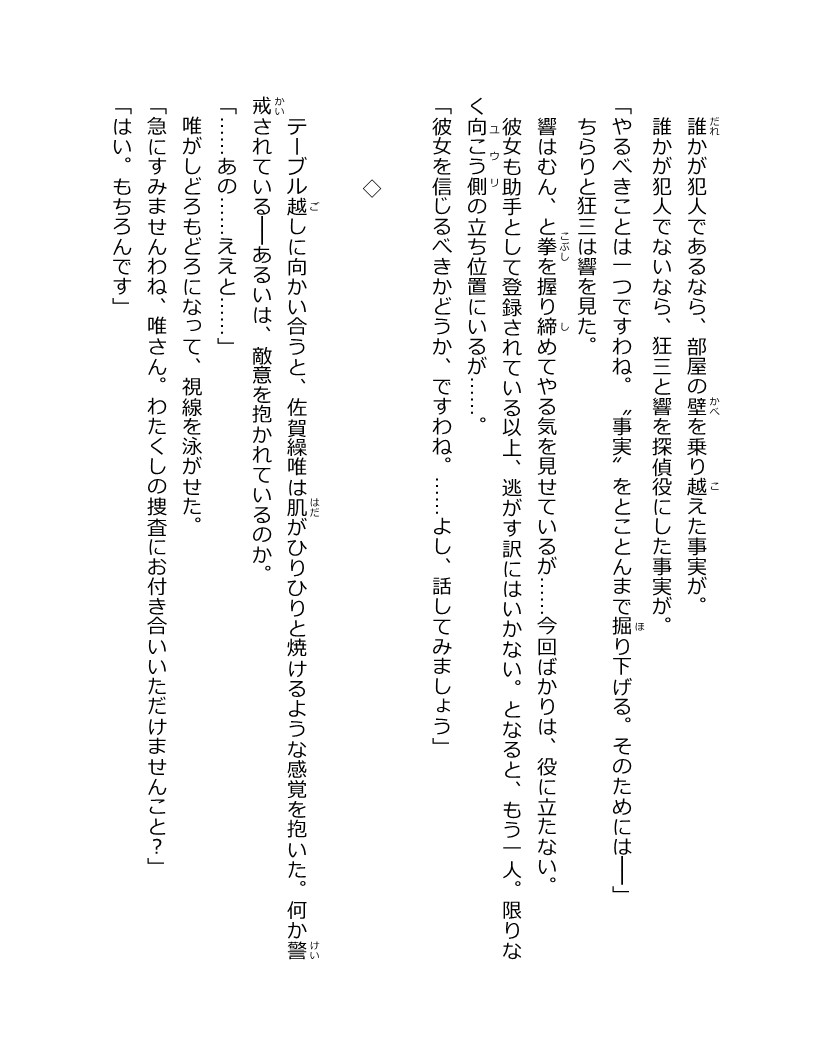 誰かが犯人であるなら、部屋の壁を乗り越えた事実が。
誰かが犯人でないなら、狂三と響を探偵役にした事実が。
「やるべきことは一つですわね。〝事実〟をとことんまで掘り下げる。そのためには──」
ちらりと狂三は響を見た。
響はむん、と拳を握り締めてやる気を見せているが……今回ばかりは、役に立たない。
彼女も助手として登録されている以上、逃がす訳にはいかない。となると、もう一人。限りな
く向こう側の立ち位置にいるが……。
「彼女を信じるべきかどうか、ですわね。……よし、話してみましょう」
◇
テーブル越しに向かい合うと、佐賀繰唯は肌がひりひりと焼けるような感覚を抱いた。何か警
戒されている──あるいは、敵意を抱かれているのか。
「……あの……ええと……」
唯がしどろもどろになって、視線を泳がせた。
「急にすみませんわね、唯さん。わたくしの捜査にお付き合いいただけませんこと？」
「はい。もちろんです」